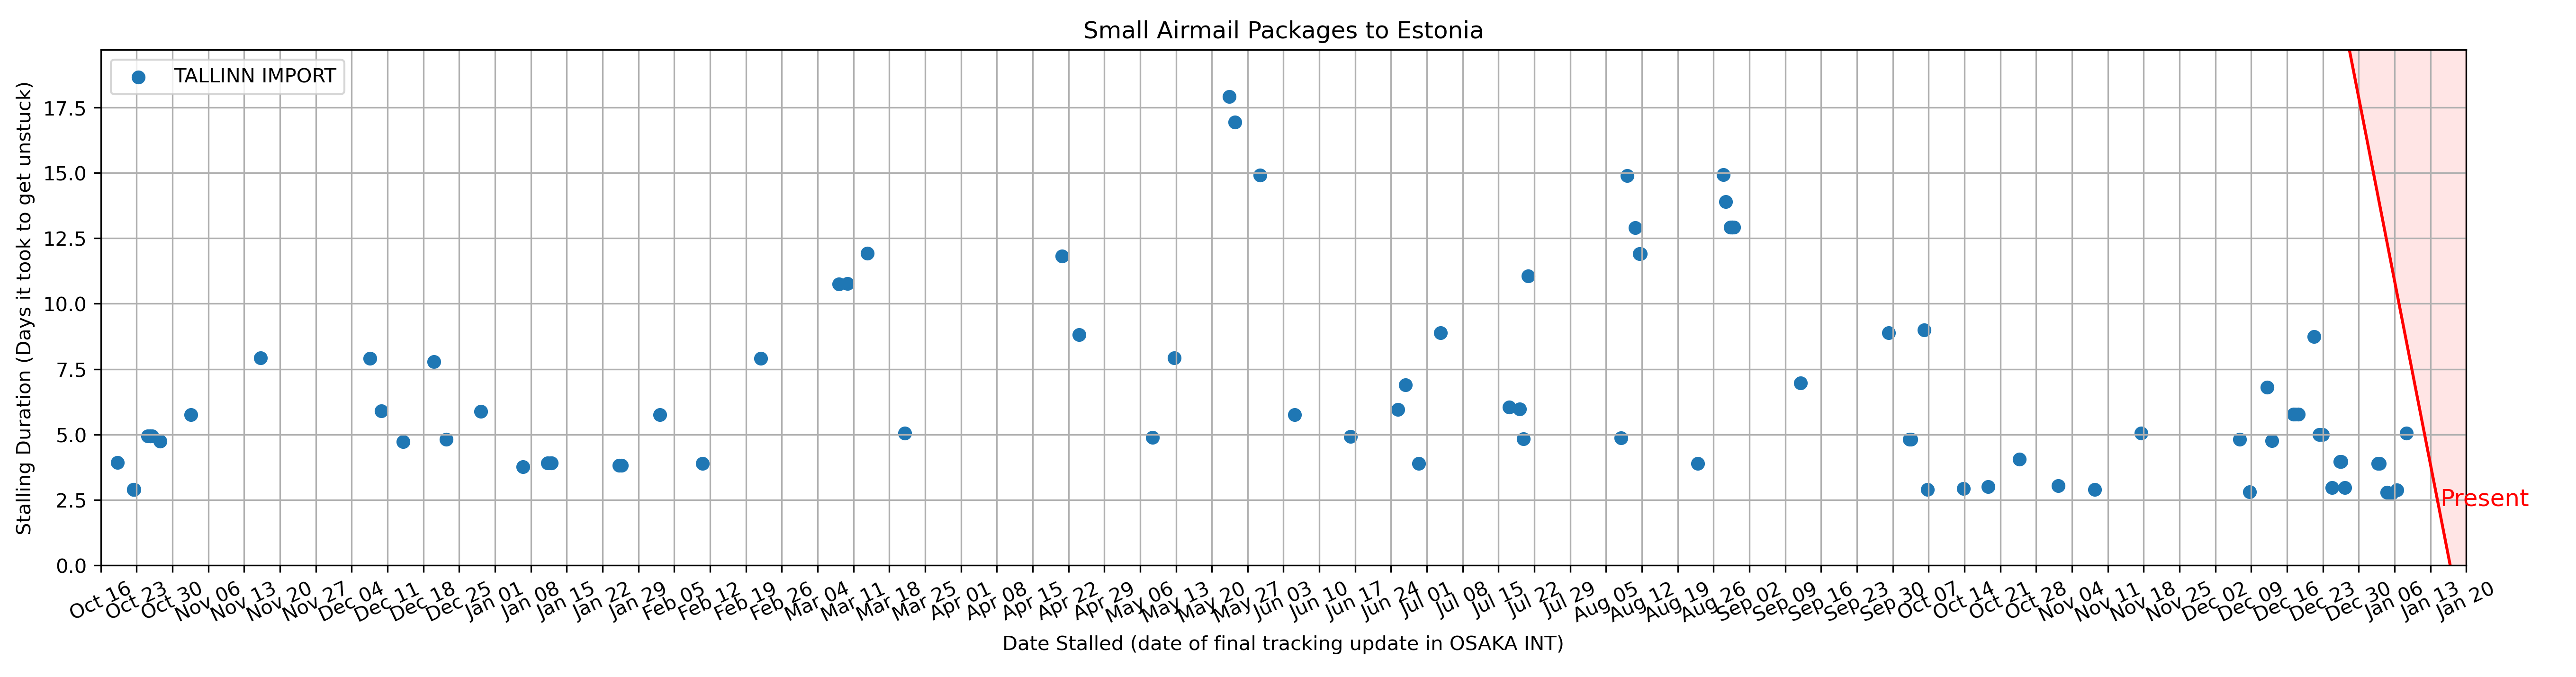 Small Airmail Packages to Estonia
TALLINN IMPORT
Stalling Duration (Days it took to get unstuck)
17.5
15.0
12.5
10.0
7.5
5.0
2.5
0.0
Present
Oct 16 Oct 23 Oct 30 Nov 06 Nov 13 Nov 20 Nov 27 Dec 04 Dec 11 Dec 18 Dec 25 Jan 01 Jan 08 Jan 15 Jan 22 Jan 29 Feb 05 Feb 12 Feb 19 Feb 26 Mar 04 Mar 11 Mar 18 Mar 25 Apr 01 Apr 08 Apr 15 Apr 22 Apr 29 May 06 May 13 May 20 May 27 Jun 03 Jun 10 Jun 17 Jun 24 Jul 01 Jul 08 Jul 15 Jul 22 Jul 29 Aug 05 Aug 12 Aug 19 Aug 26 Sep 02 Sep 09 Sep 16 Sep 23 Sep 30 Oct 07 Oct 14 Oct 21 Oct 28 Nov 04 Nov 11 Nov 18 Nov 25 Dec 02 Dec 09 Dec 16 Dec 23 Dec 30 Jan 06 Jan 13 Jan 20
Date Stalled (date of final tracking update in OSAKA INT)